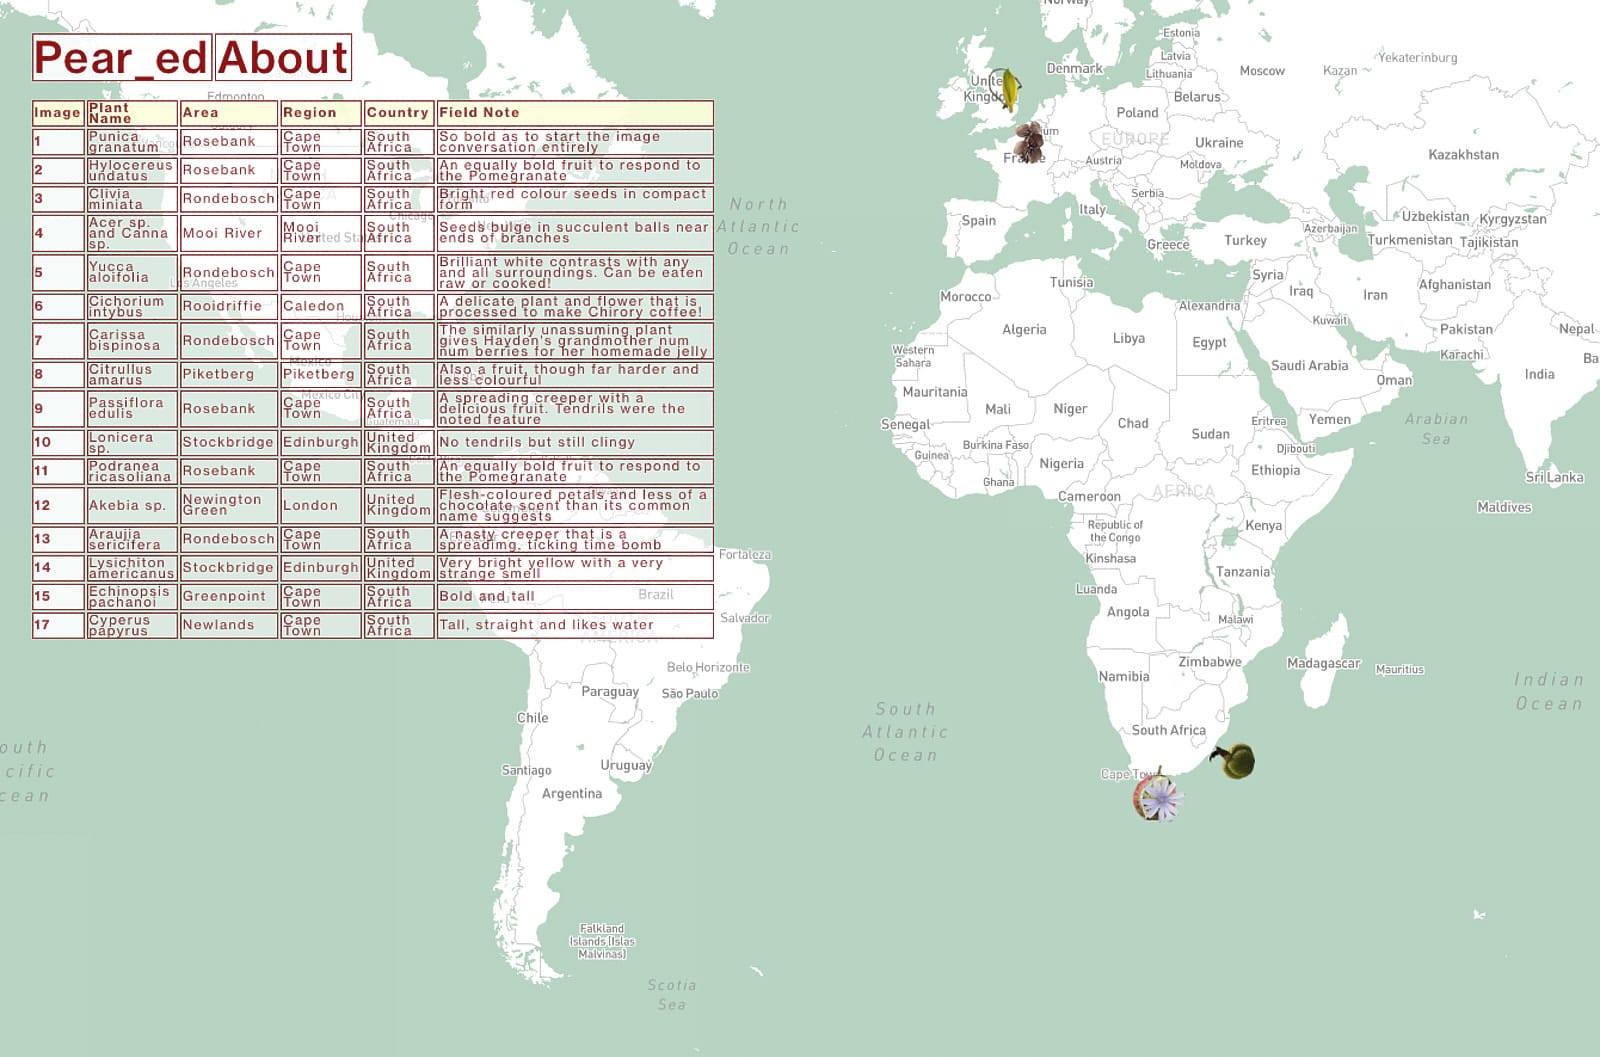 Pear_ed About
Image Plant Name Area Region Country Field Note
1 Punica granatum Rosebank Cape Town South Africa So bold as to start the image conversation entirely
2 Hylocereus undatus Rosebank Cape Town South Africa An equally bold fruit to respond to the Pomegranate
3 Clivia miniata Rondebosch Cape Town South Africa Bright red colour seeds in compact form
4 Acer sp. and Canna sp. Mooi River Mooi River South Africa Seeds bulge in succulent balls near ends of branches
5 Yucca aloifolia Rondebosch Cape Town South Africa Brilliant white contrasts with any and all surroundings. Can be eaten raw or cooked!
6 Cichorium intybus Rooidriffie Caledon South Africa A delicate plant and flower that is processed to make Chirory coffee!
7 Carissa bispinosa Rondebosch Cape Town South Africa The similarly unassuming plant gives Hayden's grandmother num num berries for her homemade jelly
8 Citrullus amarus Piketberg Piketberg South Africa Also a fruit, though far harder and less colourful
9 Passiflora edulis Rosebank Cape Town South Africa A spreading creeper with a delicious fruit. Tendrils were the noted feature
10 Lonicera sp. Stockbridge Edinburgh United Kingdom No tendrils but still clingy
11 Podranea ricasoliana Rosebank Cape Town South Africa An equally bold fruit to respond to the Pomegranate
12 Akebia sp. Newington Green London United Kingdom Flesh-coloured petals and less of a chocolate scent than its common name suggests
13 Araujia sericifera Rondebosch Cape Town South Africa A nasty creeper that is a spreadimg, ticking time bomb
14 Lysichiton americanus Stockbridge Edinburgh United Kingdom Very bright yellow with a very strange smell
15 Echinopsis pachanoi Greenpoint Cape Town South Africa Bold and tall
17 Cyperus papyrus Newlands Cape Town South Africa Tall, straight and likes water
Edmonton
Chicago
United Sta
Los Angeles
Mexico
Mexico City
Guatemala
North
Atlantic
Ocean
Norway
Estonia
Latvia
Lithuania
Denmark
Moscow
Kazan
Yekaterinburg
Belarus
Poland
EUROPE
Ukraine
Kazakhstan
Austria
Moldova
Serbia
Spain
Italy
Greece
Turkey
Azerbaijan
Uzbekistan
Kyrgyzstan
Turkmenistan
Tajikistan
Syria
Iraq
Iran
Afghanistan
Morocco
Tunisia
Alexandria
Kuwait
Pakistan
Nepal
Karachi
Algeria
Libya
Egypt
Western
Sahara
Saudi Arabia
Oman
India
Mauritania
Mali
Niger
Chad
Sudan
Eritrea
Yemen
Arabian
Sea
Senegal
Burkina Faso
Guinea
Ghana
Nigeria
Djibouti
Ethiopia
Sri Lanka
Maldives
Cameroon
AFRICA
Republic of
the Congo
Kenya
Kinshasa
Tanzania
Luanda
Angola
Malawi
Fortaleza
Brazil
Salvador
AMERICA
Belo Horizonte
São Paulo
Paraguay
Zimbabwe
Namibia
Madagascar
Mauritius
Indian
Ocean
South
Atlantic
Ocean
Chile
South Africa
Cape Tow
Santiago
Uruguay
Argentina
outh
cific
cean
Falkland
Islands (Islas
Malvinas)
Scotia
Sea